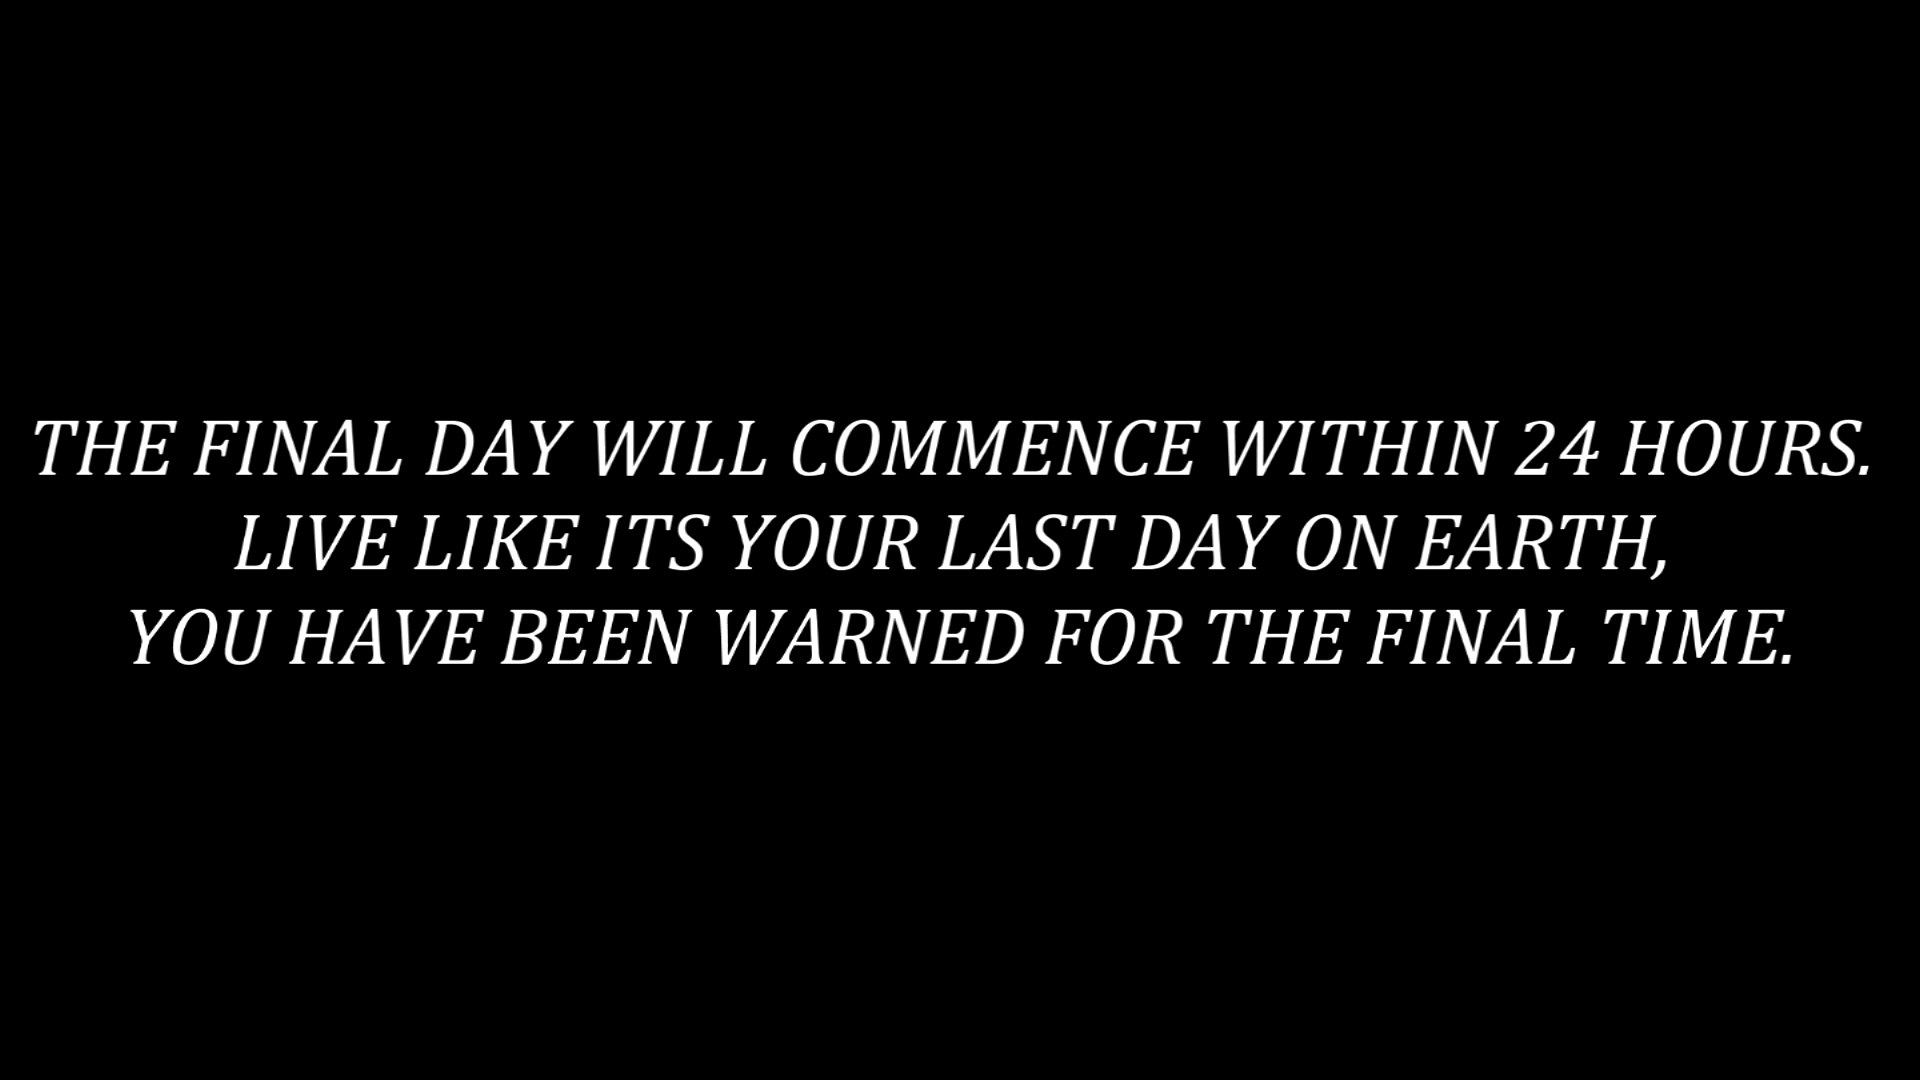 THE FINAL DAY WILL COMMENCE WITHIN 24 HOURS.
LIVE LIKE ITS YOUR LAST DAY ON EARTH,
YOU HAVE BEEN WARNED FOR THE FINAL TIME.